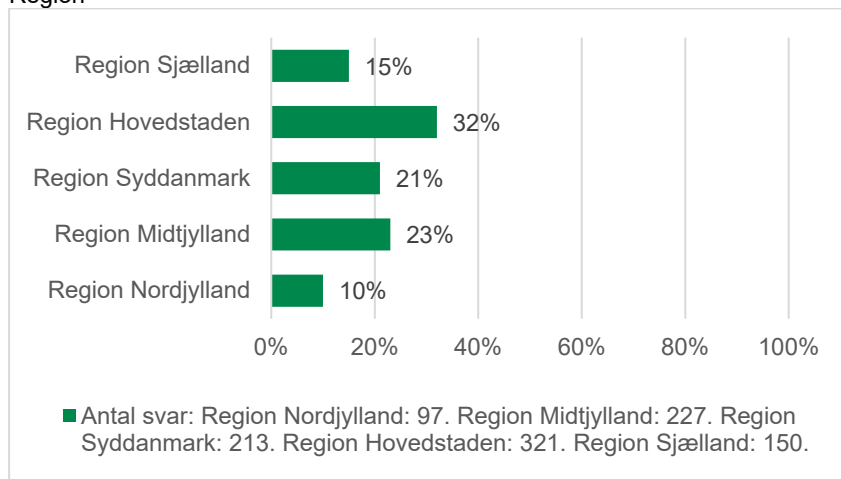 Region
Region Sjælland 15%
Region Hovedstaden 32%
Region Syddanmark 21%
Region Midtjylland 23%
Region Nordjylland 10%
0% 20% 40% 60% 80% 100%
Antal svar: Region Nordjylland: 97. Region Midtjylland: 227. Region
Syddanmark: 213. Region Hovedstaden: 321. Region Sjælland: 150.